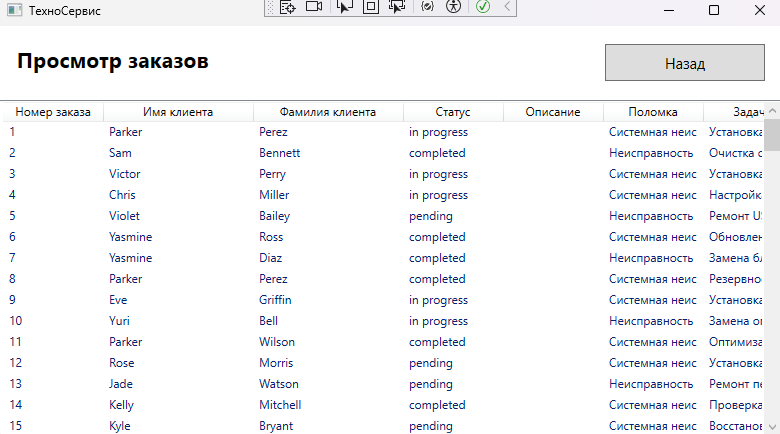 ТехноСервис
Просмотр заказов
Назад
Номер заказа Имя клиента Фамилия клиента Статус Описание Поломка Задач
1 Parker Perez in progress Системная неис Установка
2 Sam Bennett completed Неисправность Очистка с
3 Victor Perry in progress Системная неис Установка
4 Chris Miller in progress Системная неис Настройк
5 Violet Bailey pending Неисправность Ремонт US
6 Yasmine Ross completed Системная неис Обновлен
7 Yasmine Diaz completed Неисправность Замена бл
8 Parker Perez completed Системная неис Резервно
9 Eve Griffin in progress Системная неис Установка
10 Yuri Bell in progress Неисправность Замена оп
11 Parker Wilson completed Системная неис Оптимиза
12 Rose Morris pending Системная неис Установка
13 Jade Watson pending Неисправность Ремонт пе
14 Kelly Mitchell completed Системная неис Проверка
15 Kyle Bryant pending Системная неис Восстанов